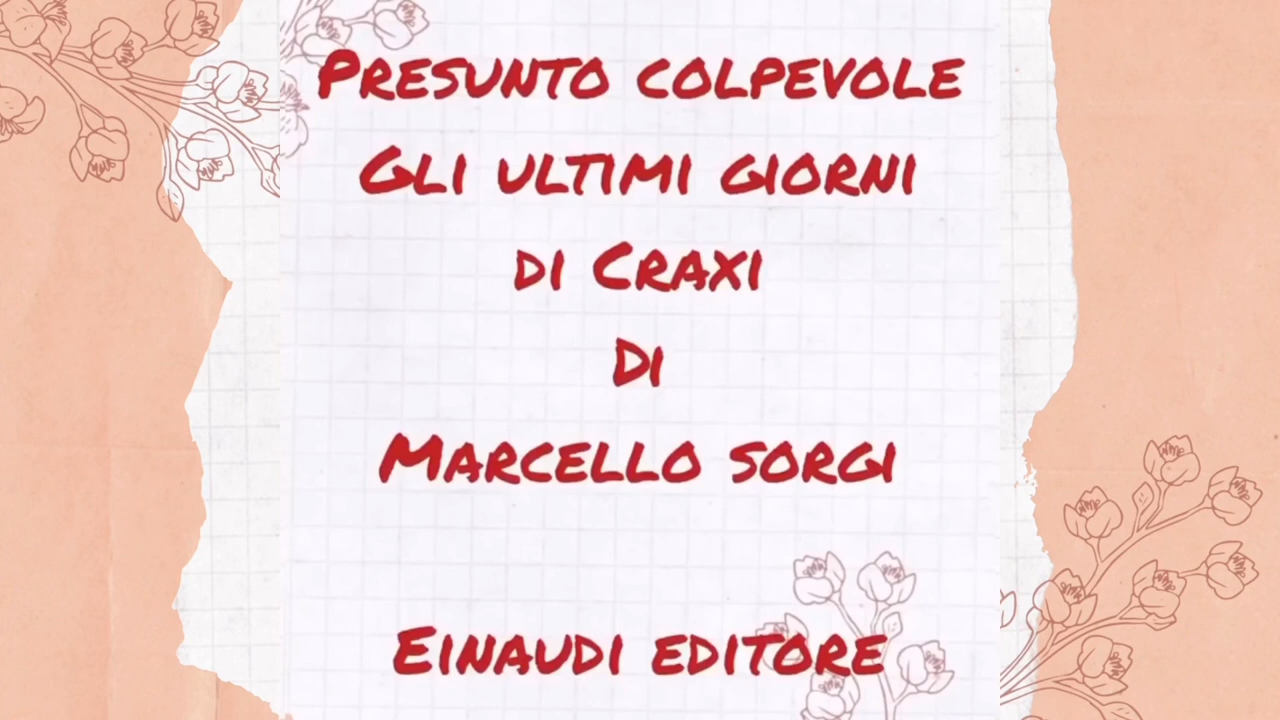 Presunto colpevole
Gli ultimi giorni
di Craxi
Di
Marcello sorgi
Einaudi editore